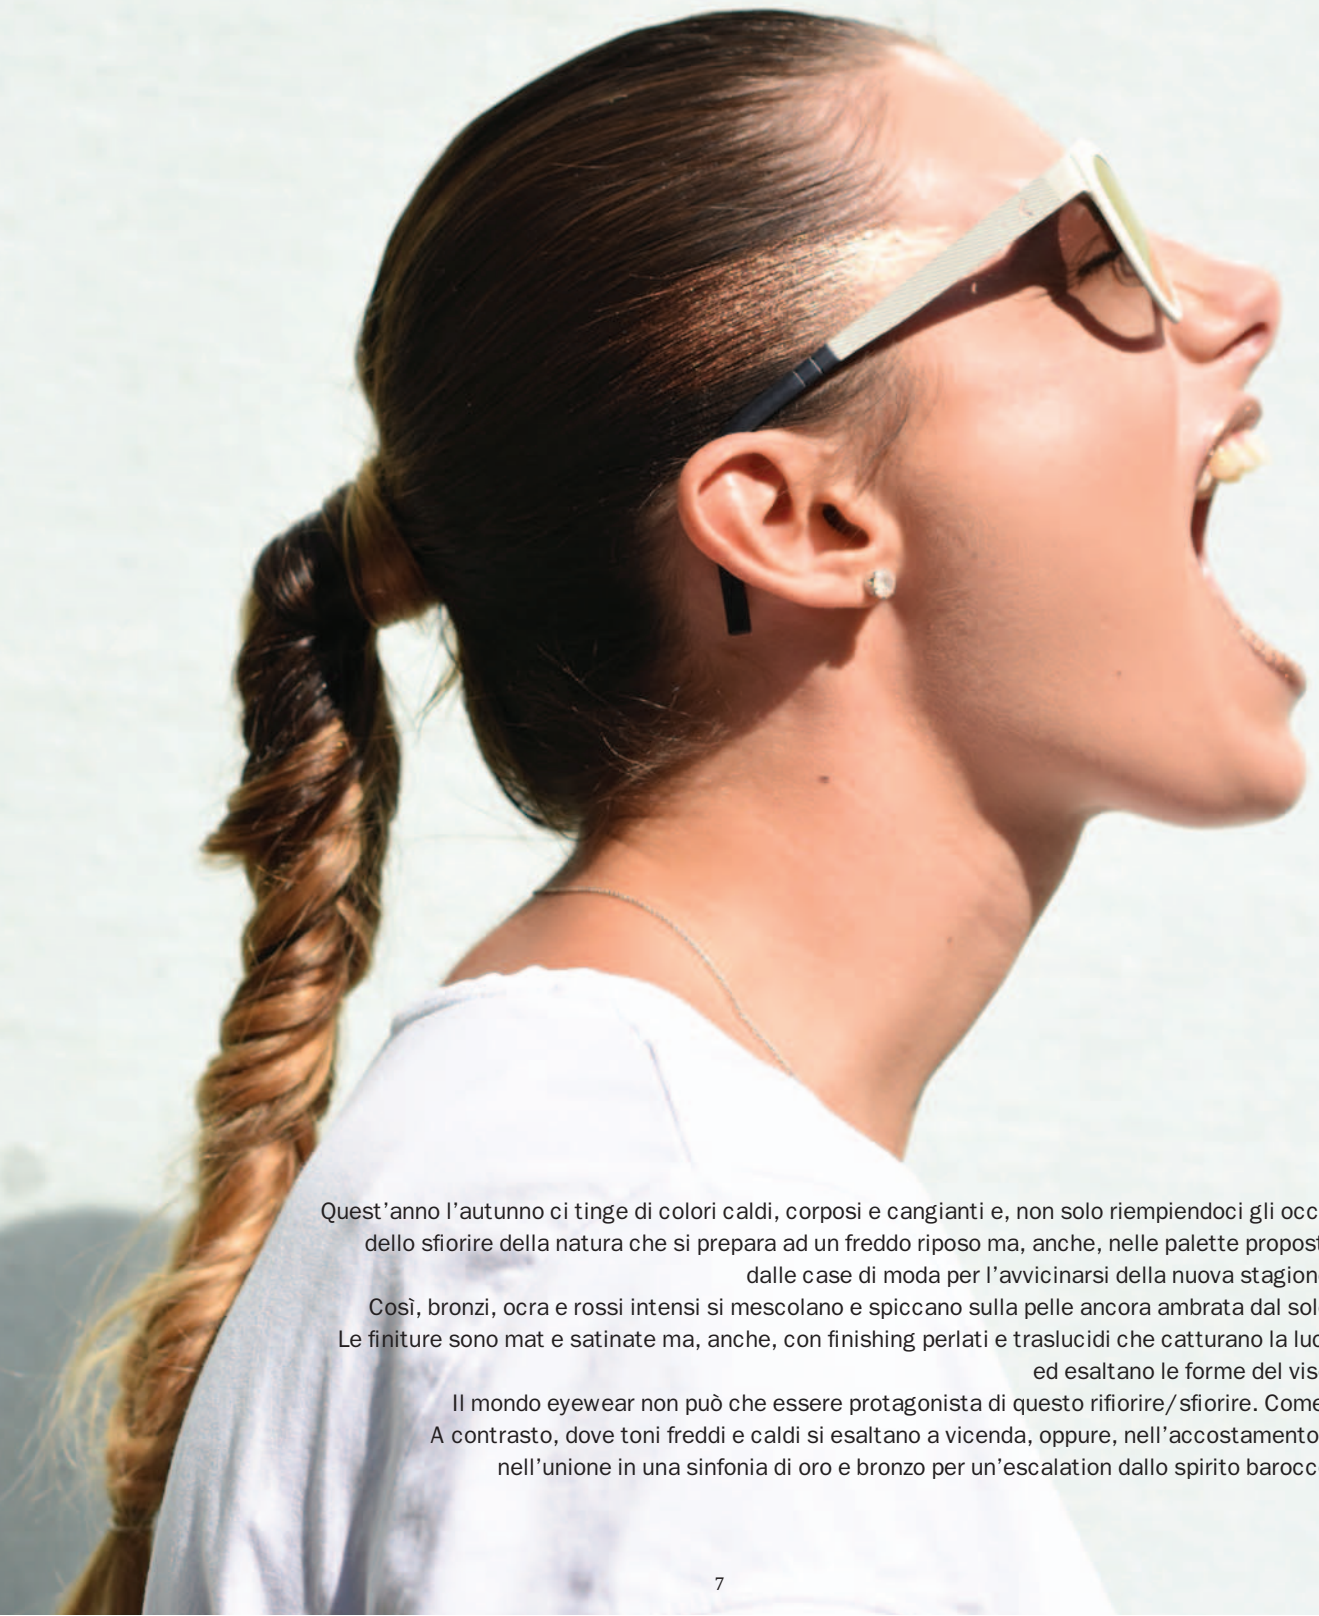 Quest'anno l'autunno ci tinge di colori caldi, corposi e cangianti e, non solo riempiendoci gli occ
dello sfiorire della natura che si prepara ad un freddo riposo ma, anche, nelle palette propost
dalle case di moda per l'avvicinarsi della nuova stagion
Così, bronzi, ocra e rossi intensi si mescolano e spiccano sulla pelle ancora ambrata dal sol
Le finiture sono mat e satinate ma, anche, con finishing perlati e traslucidi che catturano la luc
ed esaltano le forme del vis
Il mondo eyewear non può che essere protagonista di questo rifiorire/sfiorire. Come
A contrasto, dove toni freddi e caldi si esaltano a vicenda, oppure, nell'accostamento
nell'unione in una sinfonia di oro e bronzo per un'escalation dallo spirito barocc
7